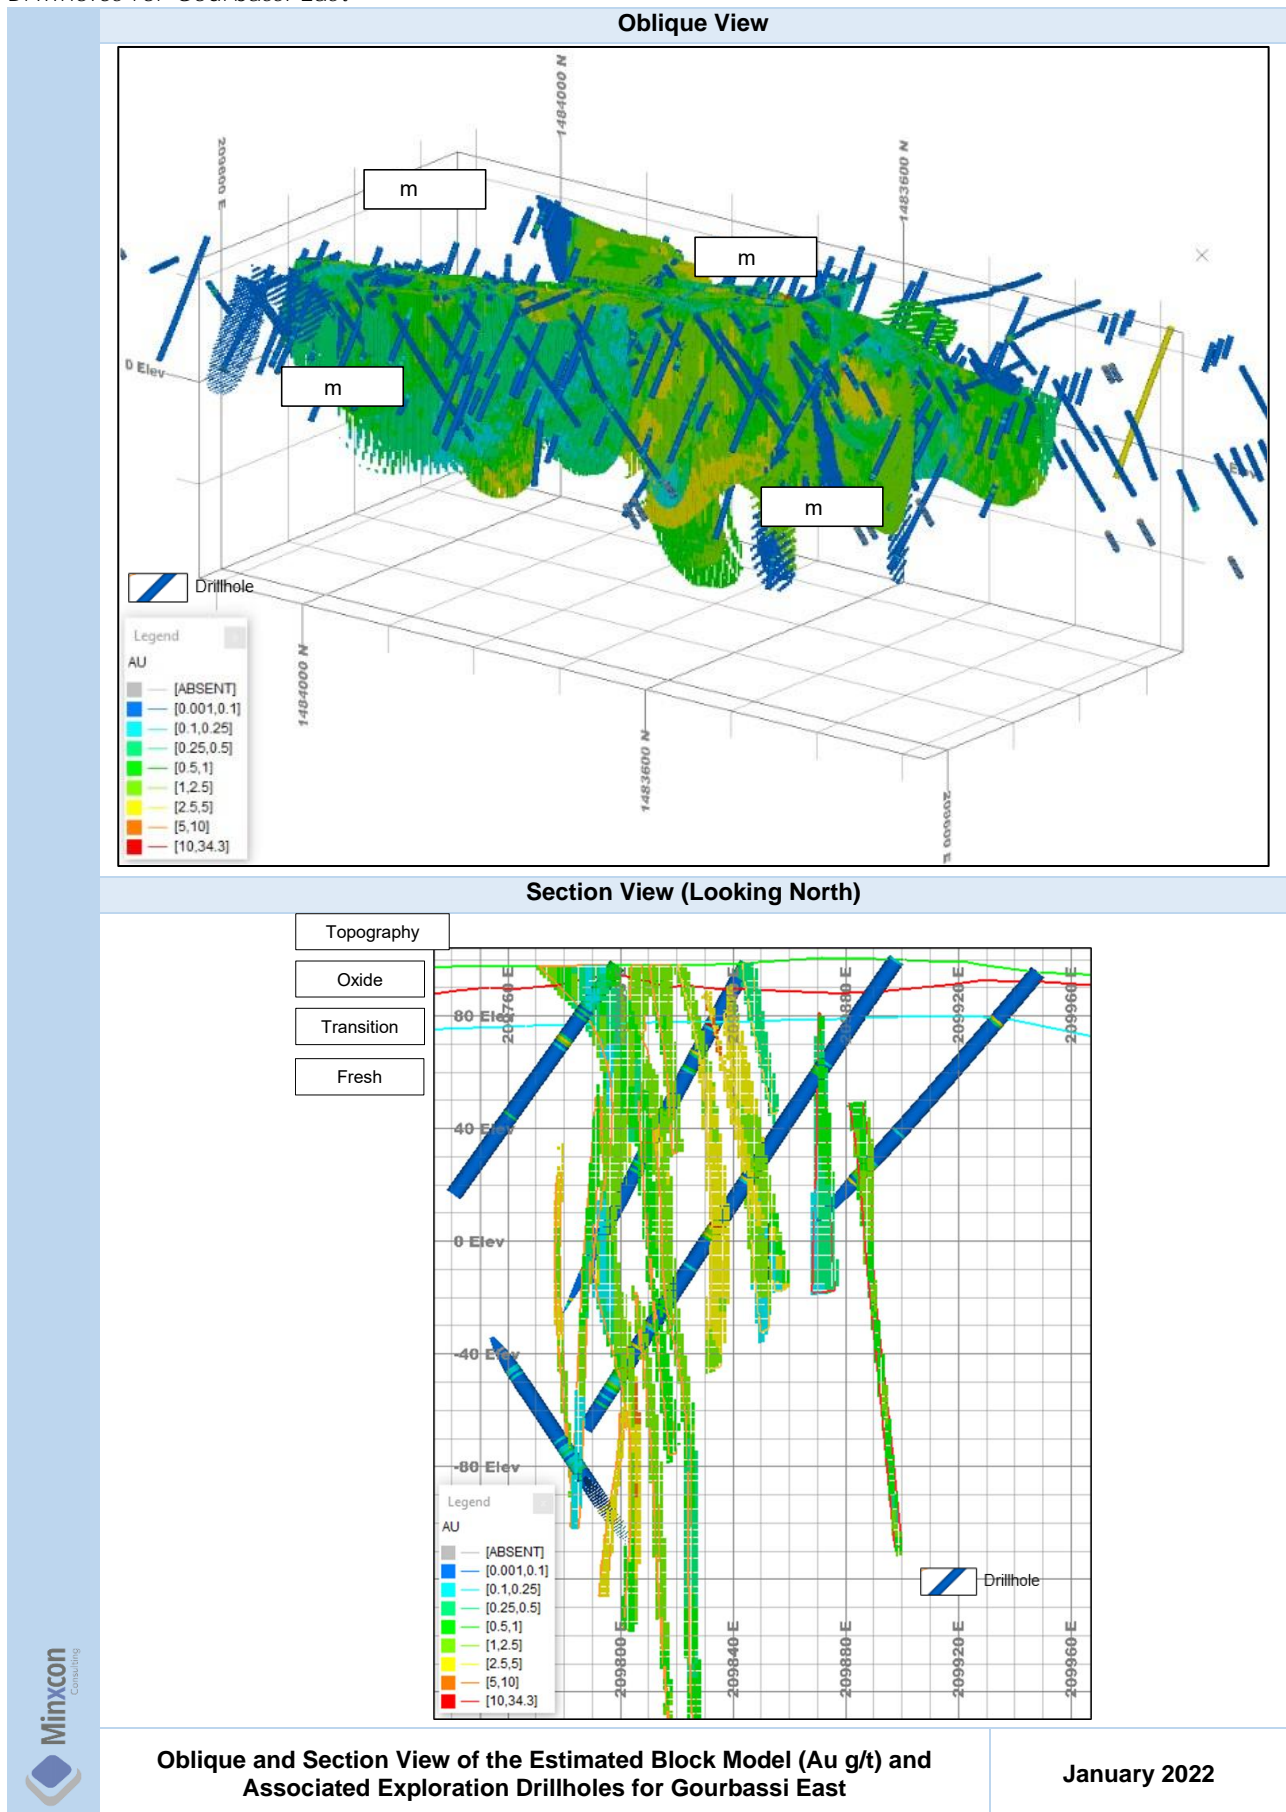 Drillholes for Gourbassi East
Oblique View
1484000 N
209600 E
1483600 N
m
m
0 Elev
m
m
Drillhole
Legend
AU
[ABSENT]
[0.001,0.1]
[0.1,0.25]
[0.25,0.5]
[0.5,1]
[1,2.5]
[2.5,5]
[5,10]
[10,34.3]
1484000 N
1483600 N
Section View (Looking North)
Topography
Oxide
Transition
Fresh
209760 E
209880 E
209920 E
209960 E
80 Elev
40 Elev
0 Elev
-40 Elev
-80 Elev
Legend
AU
[ABSENT]
[0.001,0.1]
[0.1,0.25]
[0.25,0.5]
[0.5,1]
[1,2.5]
[2.5,5]
[5,10]
[10,34.3]
Drillhole
209800 E
209840 E
209880 E
209920 E
209960 E
Minxcon
Consulting
Oblique and Section View of the Estimated Block Model (Au g/t) and
Associated Exploration Drillholes for Gourbassi East
January 2022